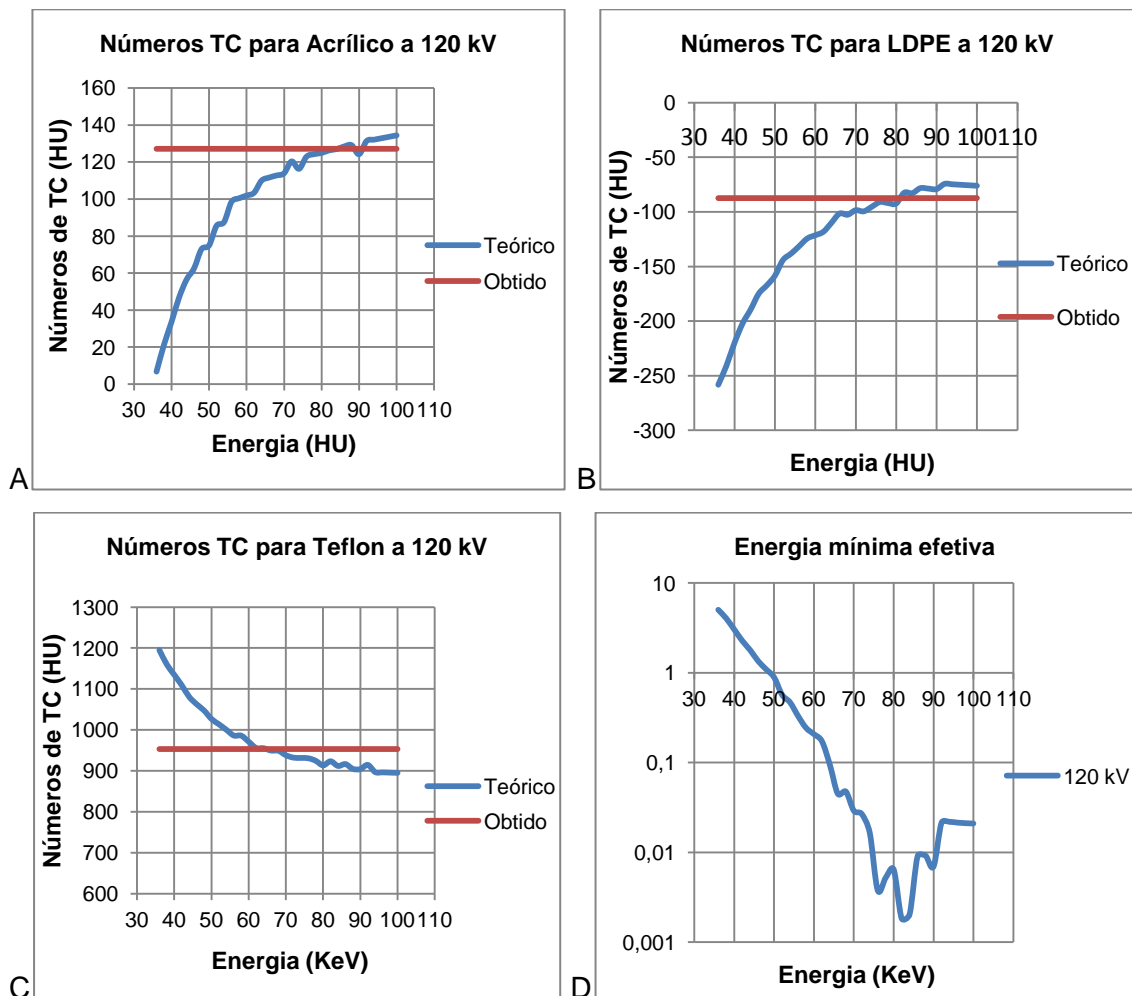 Números TC para Acrílico a 120 kV
Números de TC (HU)
160
140
120
100
80
60
40
20
0
30 40 50 60 70 80 90 100 110
Energia (HU)
Teórico
Obtido
A
Números TC para LDPE a 120 kV
Números de TC (HU)
0
-50
-100
-150
-200
-250
-300
30 40 50 60 70 80 90 100 110
Energia (HU)
Teórico
Obtido
B
Números TC para Teflon a 120 kV
Números de TC (HU)
1300
1200
1100
1000
900
800
700
600
30 40 50 60 70 80 90 100 110
Energia (KeV)
Teórico
Obtido
C
Energia mínima efetiva
10
1
0,1
0,01
0,001
30 40 50 60 70 80 90 100 110
Energia (KeV)
120 kV
D